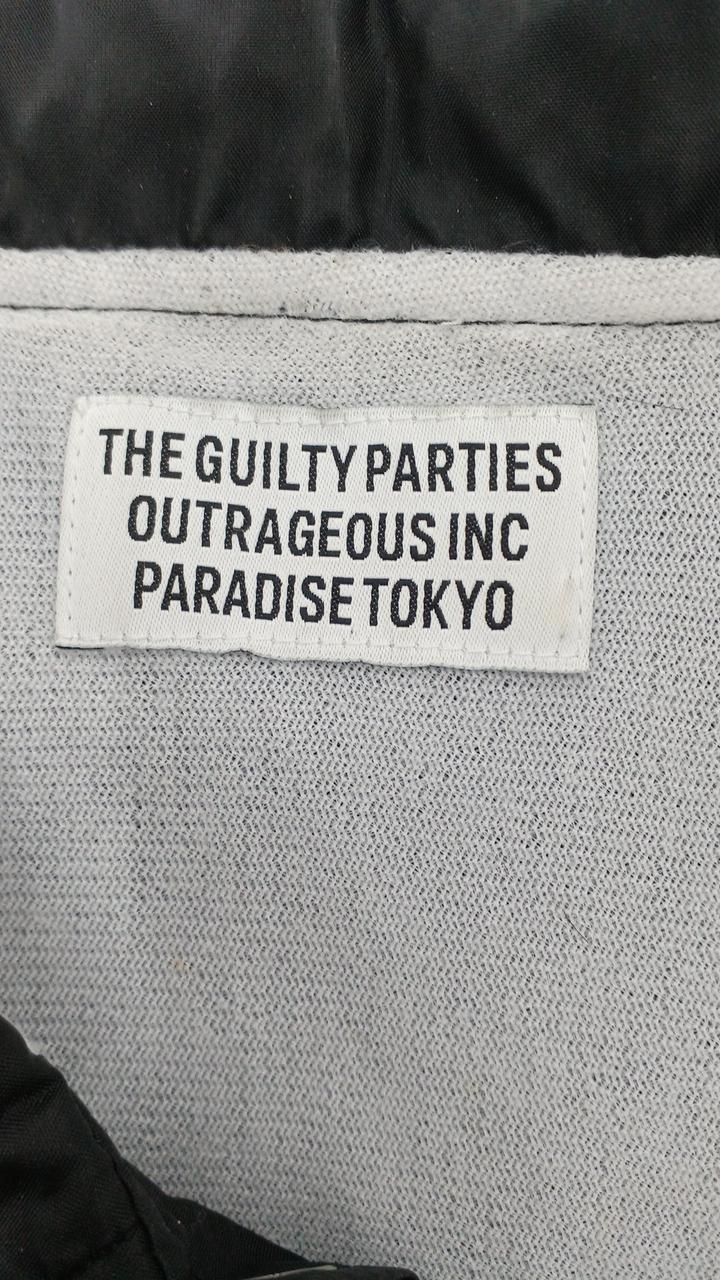 THE GUILTY PARTIES
OUTRAGEOUS INC
PARADISE TOKYO